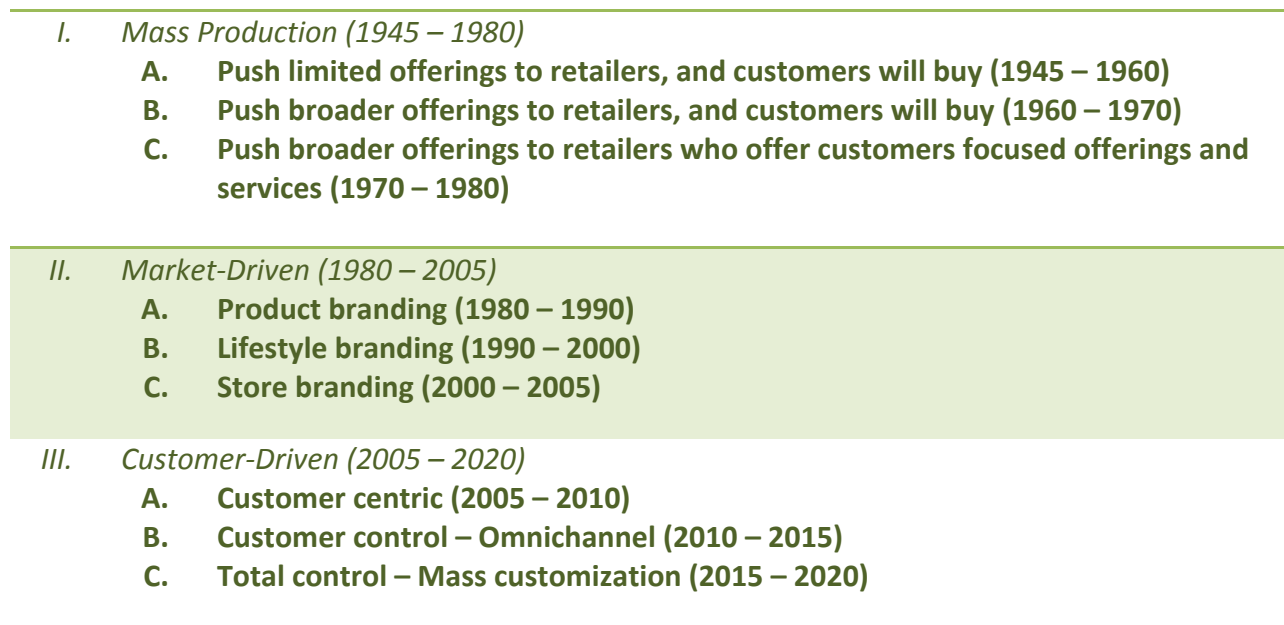 I. Mass Production (1945 – 1980)
A. Push limited offerings to retailers, and customers will buy (1945 – 1960)
B. Push broader offerings to retailers, and customers will buy (1960 – 1970)
C. Push broader offerings to retailers who offer customers focused offerings and
services (1970 – 1980)
II. Market-Driven (1980 – 2005)
A. Product branding (1980 – 1990)
B. Lifestyle branding (1990 – 2000)
C. Store branding (2000 – 2005)
III. Customer-Driven (2005 – 2020)
A. Customer centric (2005 – 2010)
B. Customer control – Omnichannel (2010 – 2015)
C. Total control – Mass customization (2015 – 2020)